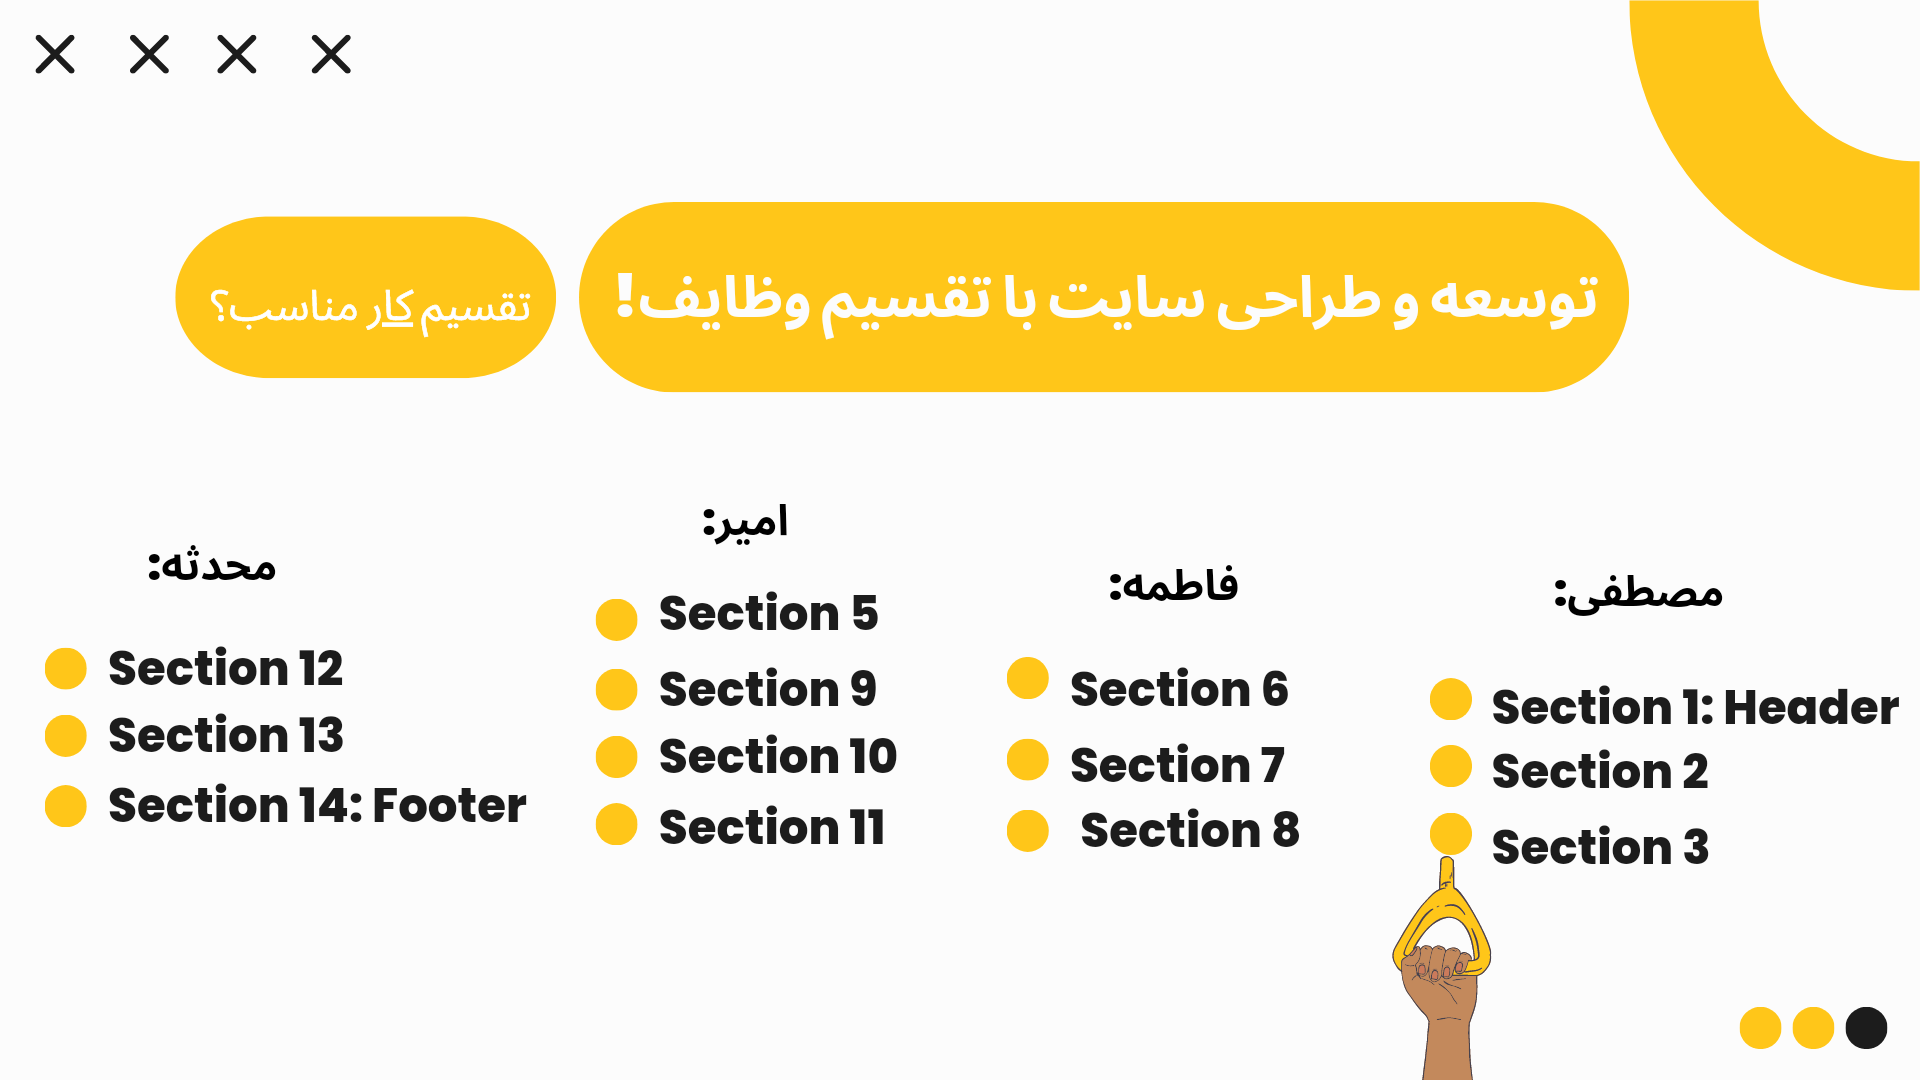 توسعه و طراحی سایت با تقسیم وظایف!
تقسیم کار مناسب؟
مصطفی:
Section 1: Header
Section 2
Section 3
فاطمه:
Section 6
Section 7
Section 8
امیر:
Section 5
Section 9
Section 10
Section 11
محدثه:
Section 12
Section 13
Section 14: Footer